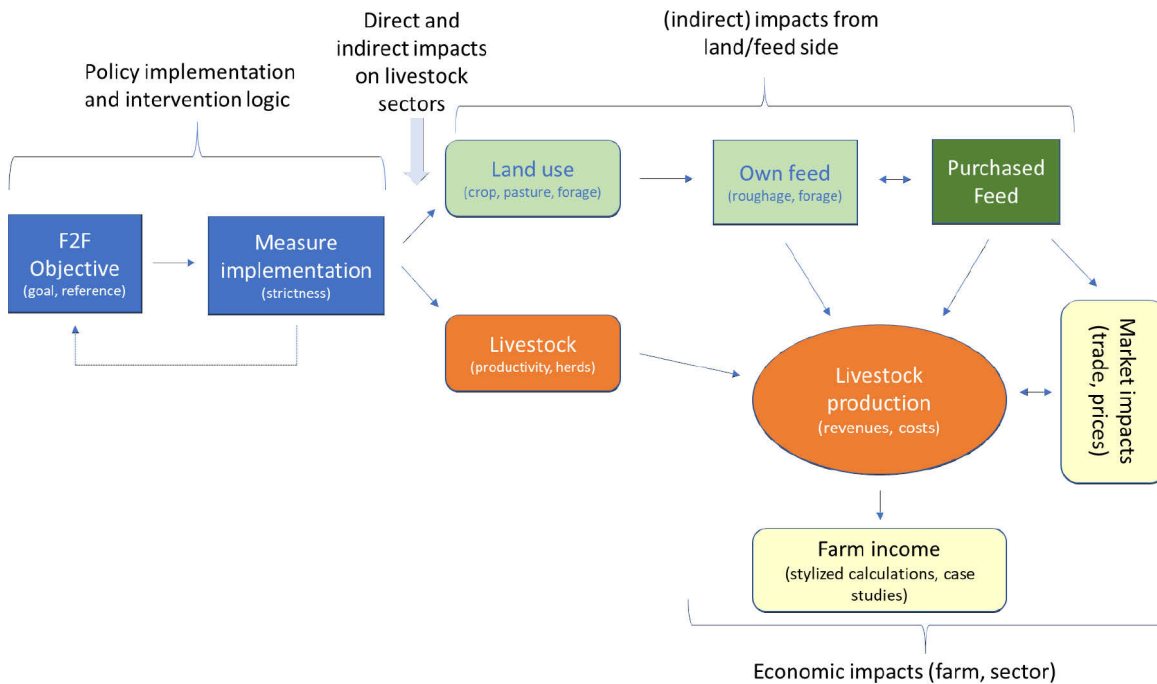 Policy implementation
and intervention logic
Direct and
indirect impacts
on livestock
sectors
(indirect) impacts from
land/feed side
F2F
Objective
(goal, reference)
Measure
implementation
(strictness)
Land use
(crop, pasture, forage)
Own feed
(roughage, forage)
Purchased
Feed
Livestock
(productivity, herds)
Livestock
production
(revenues, costs)
Market impacts
(trade, prices)
Farm income
(stylized calculations, case
studies)
Economic impacts (farm, sector)